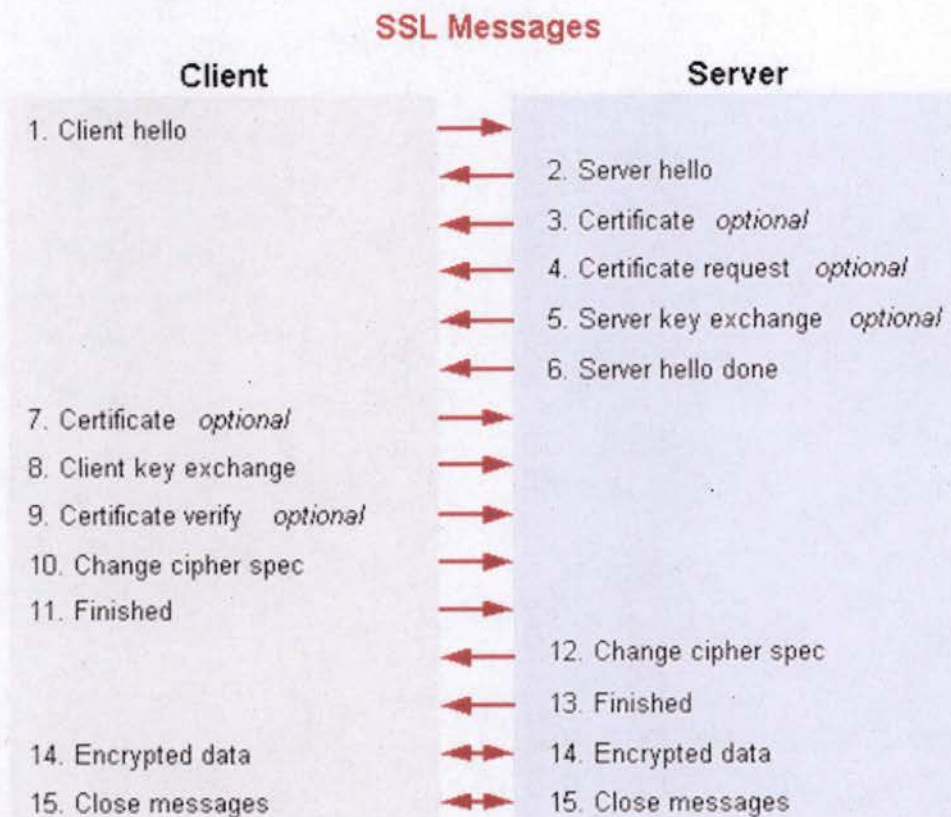 SSL Messages
Client Server
1. Client hello
2. Server hello
3. Certificate optional
4. Certificate request optional
5. Server key exchange optional
6. Server hello done
7. Certificate optional
8. Client key exchange
9. Certificate verify optional
10. Change cipher spec
11. Finished
12. Change cipher spec
13. Finished
14. Encrypted data 14. Encrypted data
15. Close messages 15. Close messages